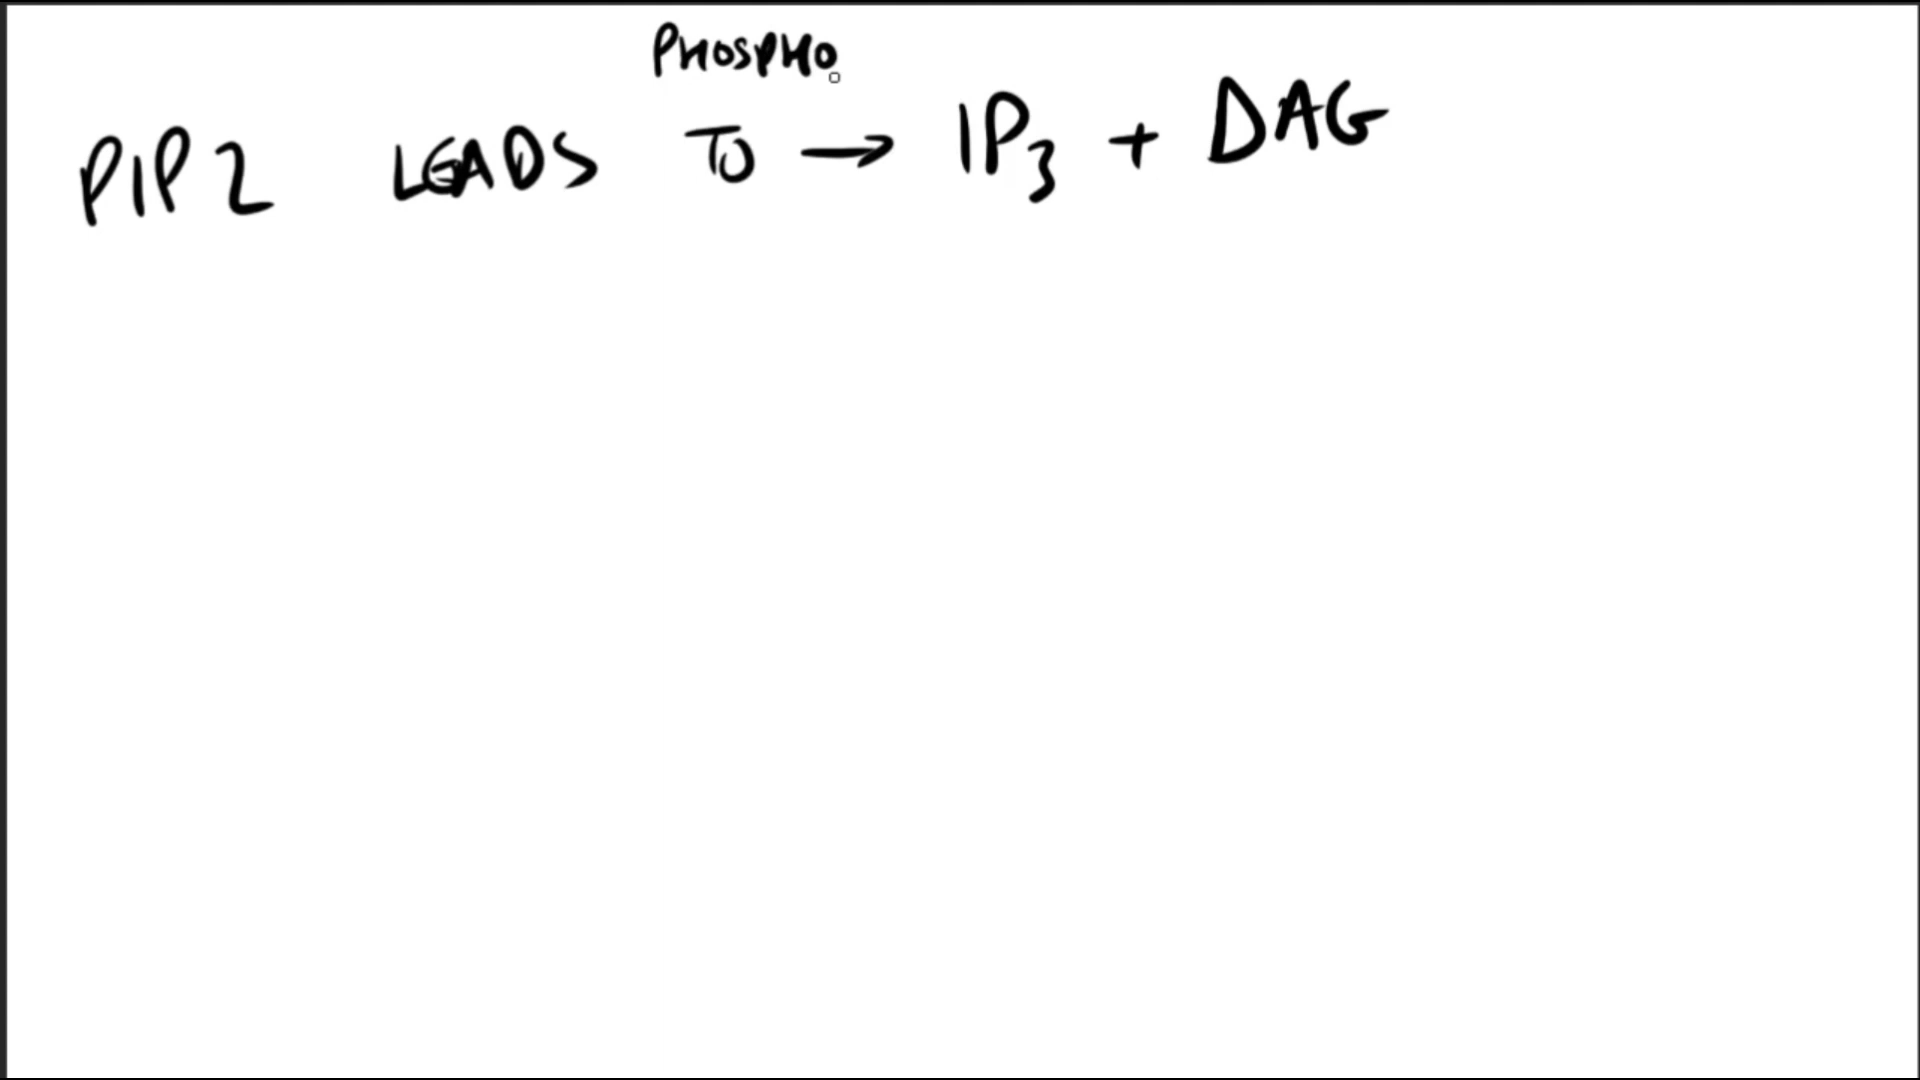 PHOSPHO
PIP2 LEADS TO → IP3 + DAG